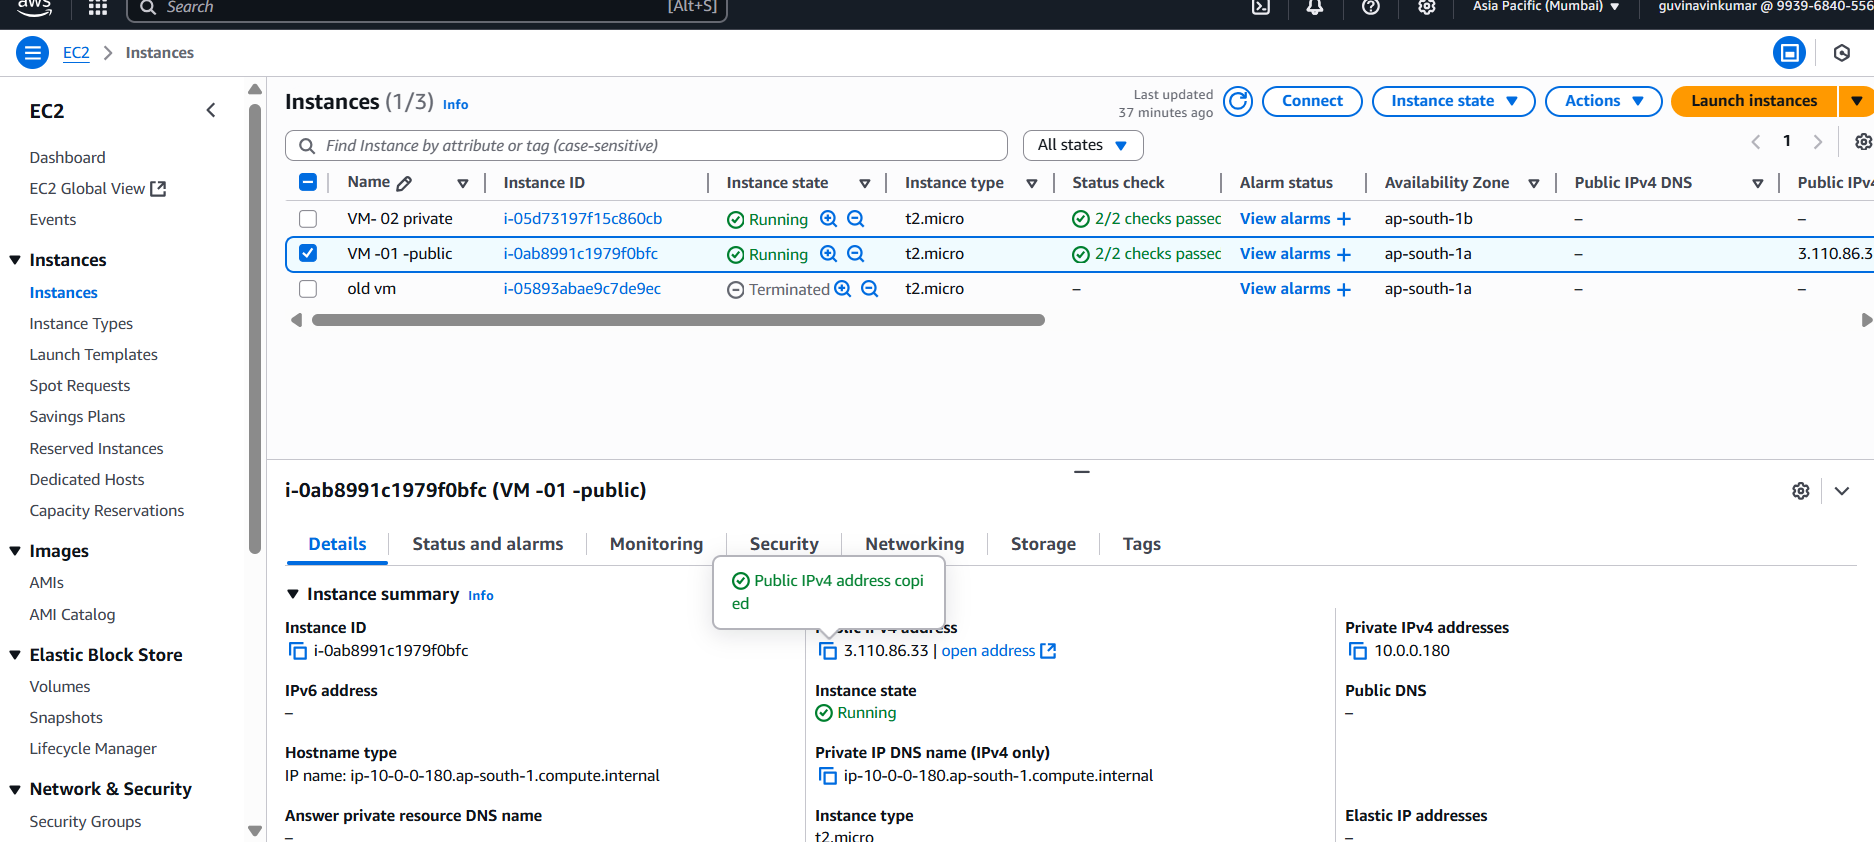 aws
Search
[Alt+S]
Asia Pacific (Mumbai)
guvinavinkumar @ 9939-6840-556
EC2
Instances
EC2
Dashboard
EC2 Global View
Events
Instances
Instances
Instance Types
Launch Templates
Spot Requests
Savings Plans
Reserved Instances
Dedicated Hosts
Capacity Reservations
Images
AMIs
AMI Catalog
Elastic Block Store
Volumes
Snapshots
Lifecycle Manager
Network & Security
Security Groups
Instances (1/3) Info
Last updated
37 minutes ago
Connect
Instance state
Actions
Launch instances
Find Instance by attribute or tag (case-sensitive)
All states
1
Name Instance ID Instance state Instance type Status check Alarm status Availability Zone Public IPv4 DNS Public IPv4
VM- 02 private i-05d73197f15c860cb Running t2.micro 2/2 checks passec View alarms + ap-south-1b – –
VM -01 -public i-0ab8991c1979f0bfc Running t2.micro 2/2 checks passec View alarms + ap-south-1a – 3.110.86.3
old vm i-05893abae9c7de9ec Terminated t2.micro – View alarms + ap-south-1a – –
i-0ab8991c1979f0bfc (VM -01 -public)
Details
Status and alarms
Monitoring
Security
Networking
Storage
Tags
Public IPv4 address copi
ed
Instance summary Info
Instance ID
i-0ab8991c1979f0bfc
IPv6 address
–
Hostname type
IP name: ip-10-0-0-180.ap-south-1.compute.internal
Answer private resource DNS name
–
Public IPv4 address
3.110.86.33 | open address
Instance state
Running
Private IP DNS name (IPv4 only)
ip-10-0-0-180.ap-south-1.compute.internal
Instance type
t2.micro
Private IPv4 addresses
10.0.0.180
Public DNS
–
Elastic IP addresses
–